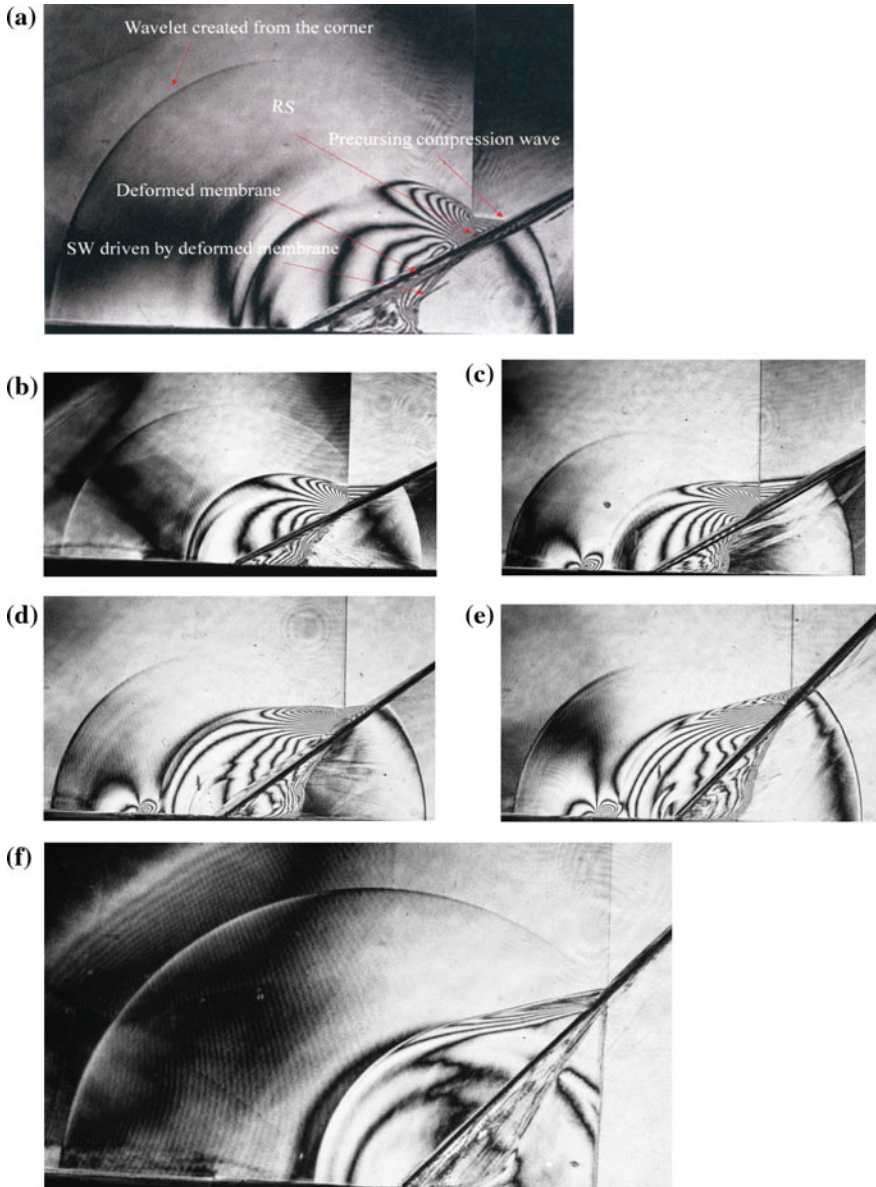 (a)
Wavelet created from the corner
RS
Precursing compression wave
Deformed membrane
SW driven by deformed membrane
(b)
(c)
(d)
(e)
(f)